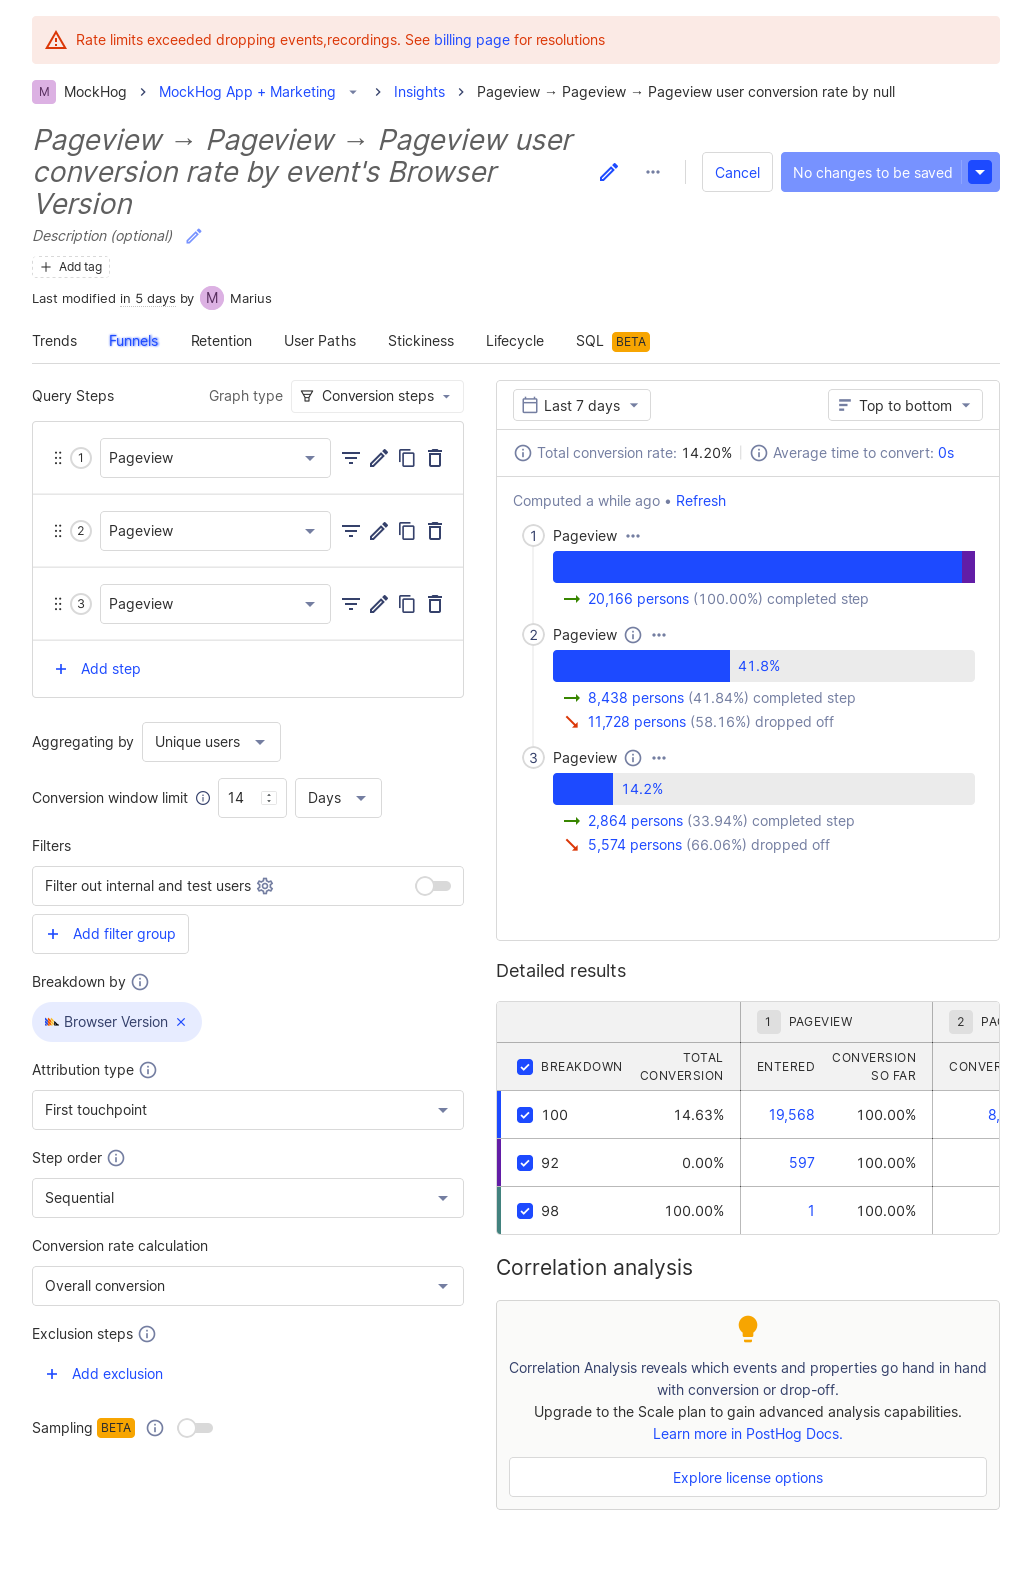 Rate limits exceeded dropping events,recordings. See billing page for resolutions
M MockHog MockHog App + Marketing Insights Pageview → Pageview → Pageview user conversion rate by null
Pageview → Pageview → Pageview user
conversion rate by event's Browser
Version
Cancel
No changes to be saved
Description (optional)
Add tag
Last modified in 5 days by M Marius
Trends Funnels Retention User Paths Stickiness Lifecycle SQL BETA
Query Steps Graph type Conversion steps
1 Pageview
2 Pageview
3 Pageview
Add step
Aggregating by Unique users
Conversion window limit 14 Days
Filters
Filter out internal and test users
Add filter group
Breakdown by
Browser Version
Attribution type
First touchpoint
Step order
Sequential
Conversion rate calculation
Overall conversion
Exclusion steps
Add exclusion
Sampling BETA
Last 7 days Top to bottom
Total conversion rate: 14.20% Average time to convert: 0s
Computed a while ago • Refresh
1 Pageview
20,166 persons (100.00%) completed step
2 Pageview
41.8%
8,438 persons (41.84%) completed step
11,728 persons (58.16%) dropped off
3 Pageview
14.2%
2,864 persons (33.94%) completed step
5,574 persons (66.06%) dropped off
Detailed results
1 PAGEVIEW 2
BREAKDOWN TOTAL CONVERSION ENTERED CONVERSION SO FAR
100 14.63% 19,568 100.00% 8,
92 0.00% 597 100.00%
98 100.00% 1 100.00%
Correlation analysis
Correlation Analysis reveals which events and properties go hand in hand
with conversion or drop-off.
Upgrade to the Scale plan to gain advanced analysis capabilities.
Learn more in PostHog Docs.
Explore license options